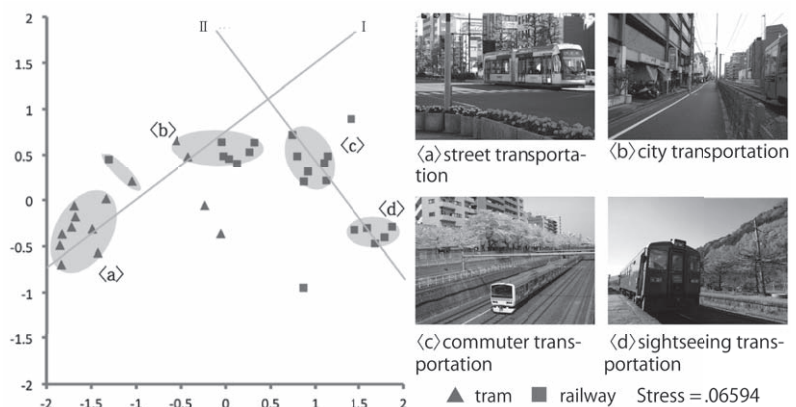 2
1.5
1
0.5
0
-0.5
-1
-1.5
-2
-2
-1.5
-1
-0.5
0
0.5
1
1.5
2
II
I
〈b〉
〈c〉
〈d〉
〈a〉
〈a〉street transporta-
tion
〈b〉city transportation
〈c〉commuter trans-
portation
〈d〉sightseeing trans-
portation
▲ tram ■ railway Stress =.06594